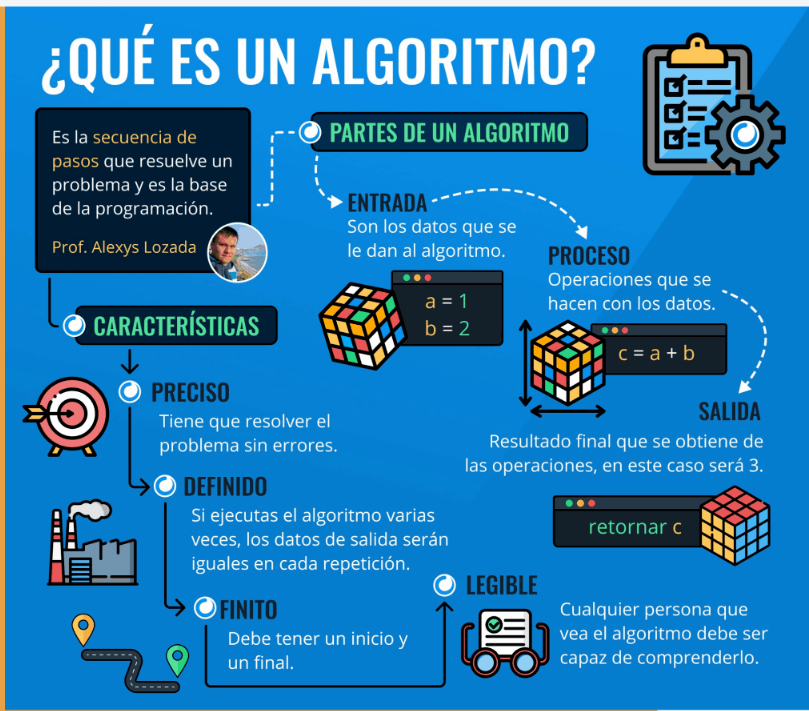 ¿QUÉ ES UN ALGORITMO?
Es la secuencia de
pasos que resuelve un
problema y es la base
de la programación.
Prof. Alexys Lozada
PARTES DE UN ALGORITMO
ENTRADA
Son los datos que se
le dan al algoritmo.
a = 1
b = 2
PROCESO
Operaciones que se
hacen con los datos.
c = a + b
SALIDA
Resultado final que se obtiene de
las operaciones, en este caso será 3.
retornar c
CARACTERÍSTICAS
PRECISO
Tiene que resolver el
problema sin errores.
DEFINIDO
Si ejecutas el algoritmo varias
veces, los datos de salida serán
iguales en cada repetición.
FINITO
Debe tener un inicio y
un final.
LEGIBLE
Cualquier persona que
vea el algoritmo debe ser
capaz de comprenderlo.